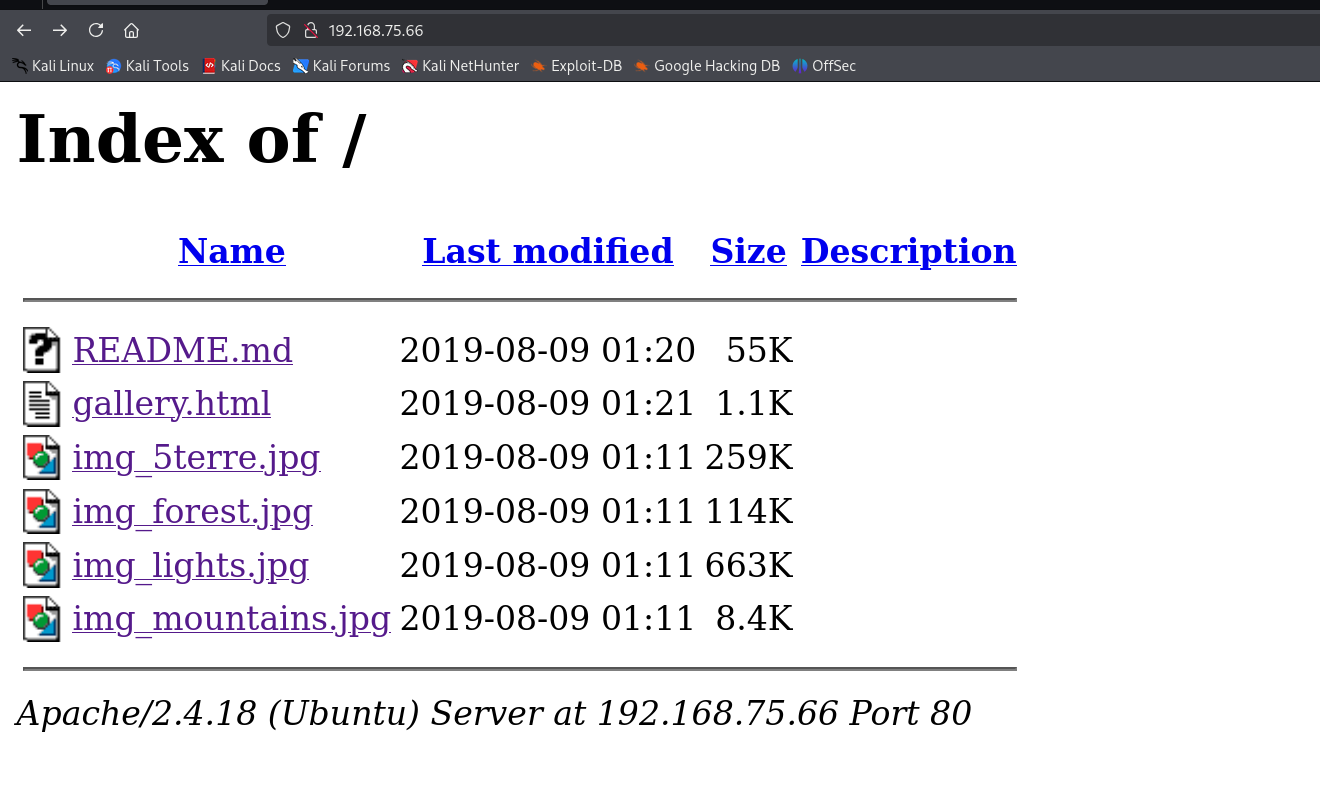 192.168.75.66
Kali Linux Kali Tools Kali Docs Kali Forums Kali NetHunter Exploit-DB Google Hacking DB OffSec
Index of /
Name Last modified Size Description
README.md 2019-08-09 01:20 55K
gallery.html 2019-08-09 01:21 1.1K
img_5terre.jpg 2019-08-09 01:11 259K
img_forest.jpg 2019-08-09 01:11 114K
img_lights.jpg 2019-08-09 01:11 663K
img_mountains.jpg 2019-08-09 01:11 8.4K
Apache/2.4.18 (Ubuntu) Server at 192.168.75.66 Port 80